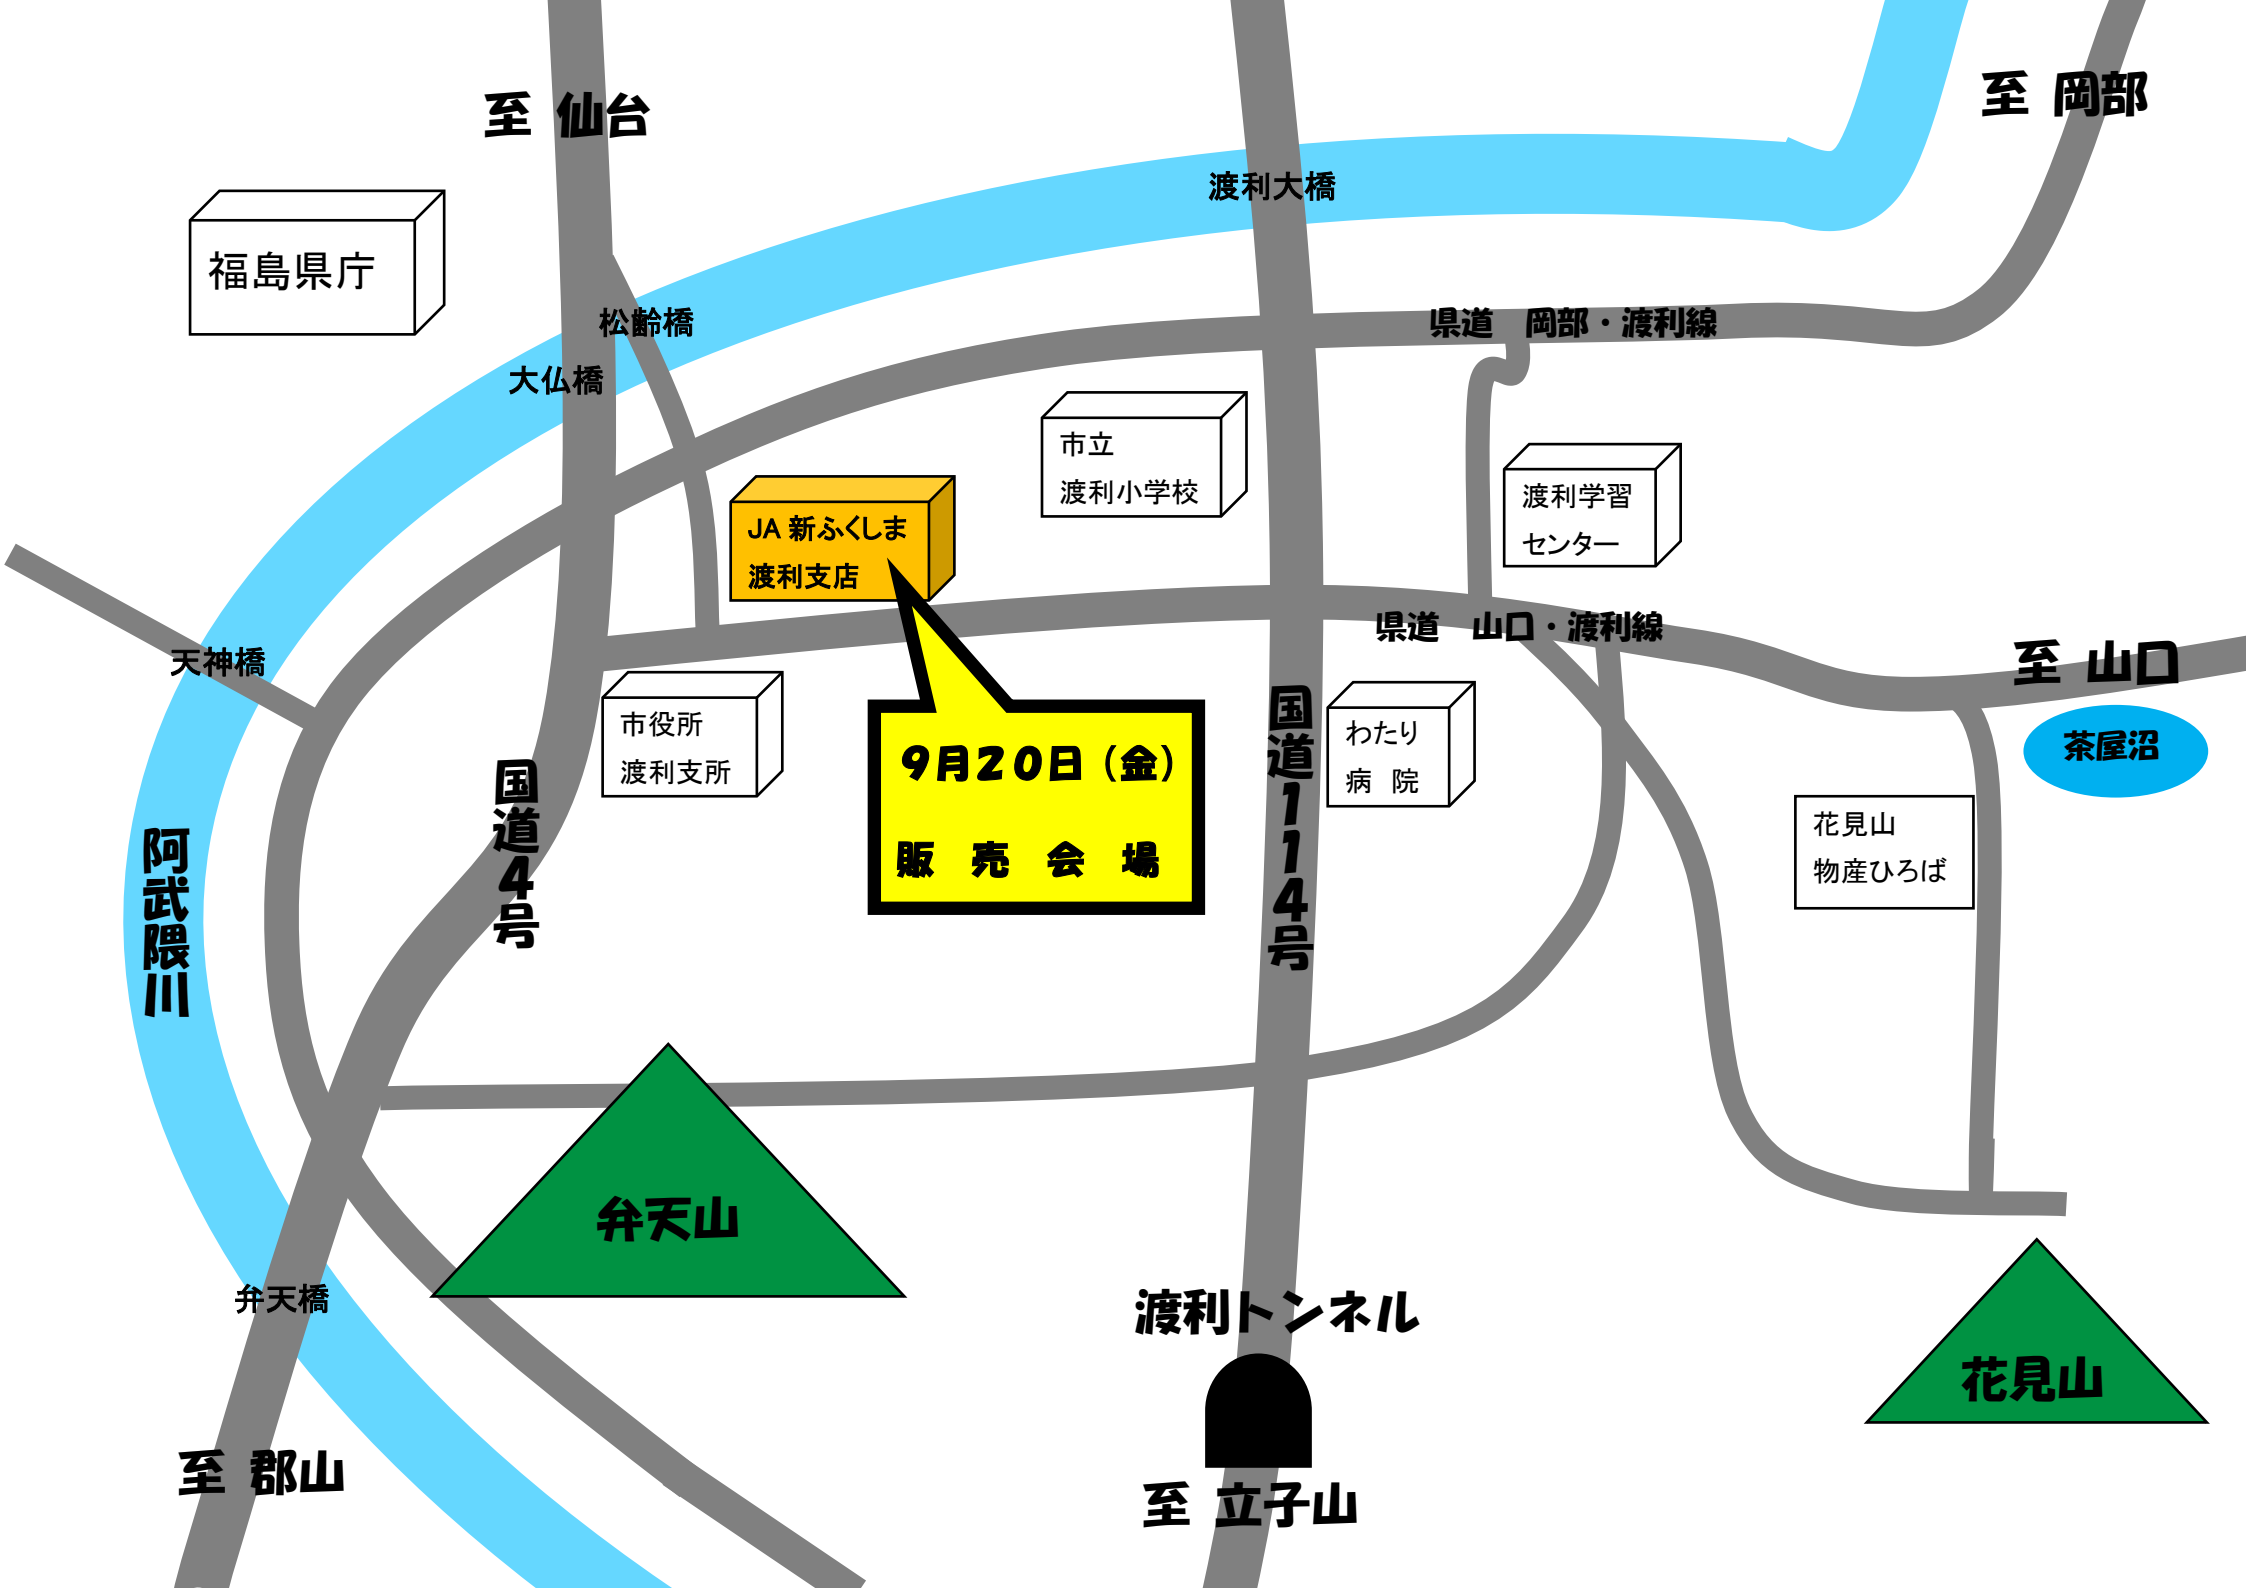 至 仙台
至 岡部
渡利大橋
福島県庁
松齢橋
県道 岡部・渡利線
大仏橋
市立
渡利小学校
渡利学習
センター
JA 新ふくしま
渡利支店
県道 山口・渡利線
天神橋
至 山口
市役所
渡利支所
国道114号
わたり
病 院
茶屋沼
9月20日(金)
販 売 会 場
国道4号
花見山
物産ひろば
阿武隈川
弁天山
弁天橋
渡利トンネル
花見山
至 郡山
至 立子山